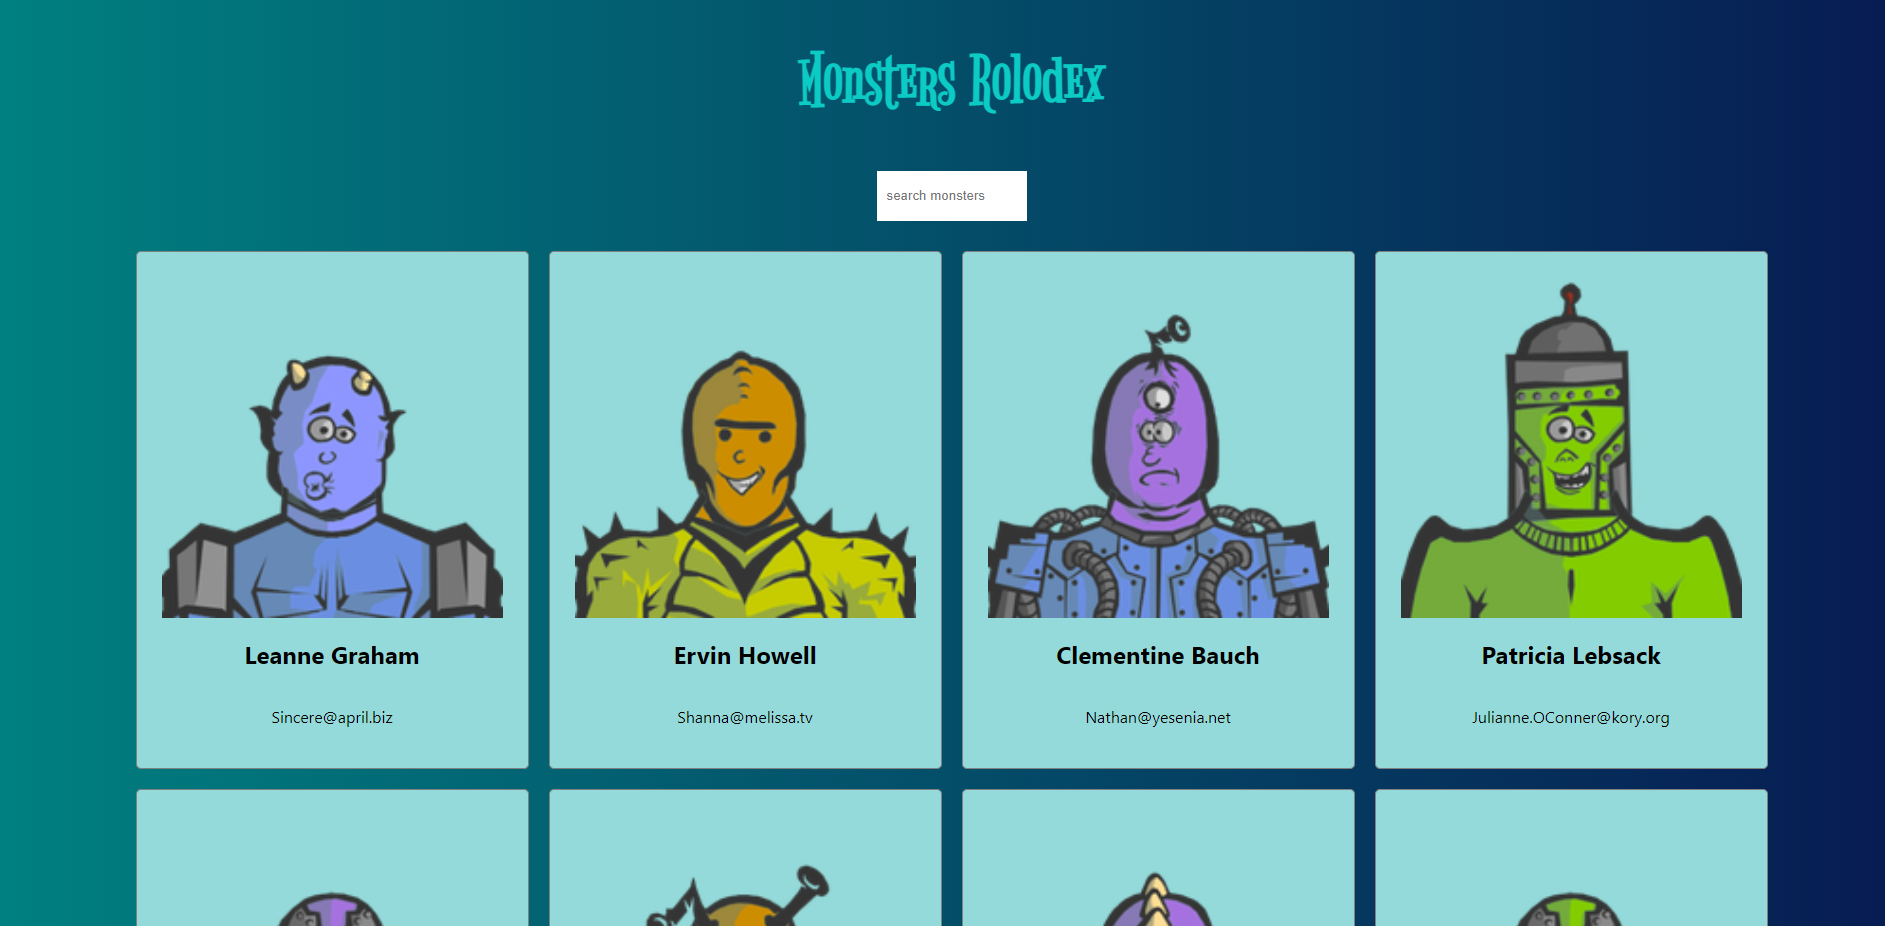 Monsters Rolodex
search monsters
Leanne Graham
Ervin Howell
Clementine Bauch
Patricia Lebsack
Sincere@april.biz
Shanna@melissa.tv
Nathan@yesenia.net
Julianne.OConner@kory.org